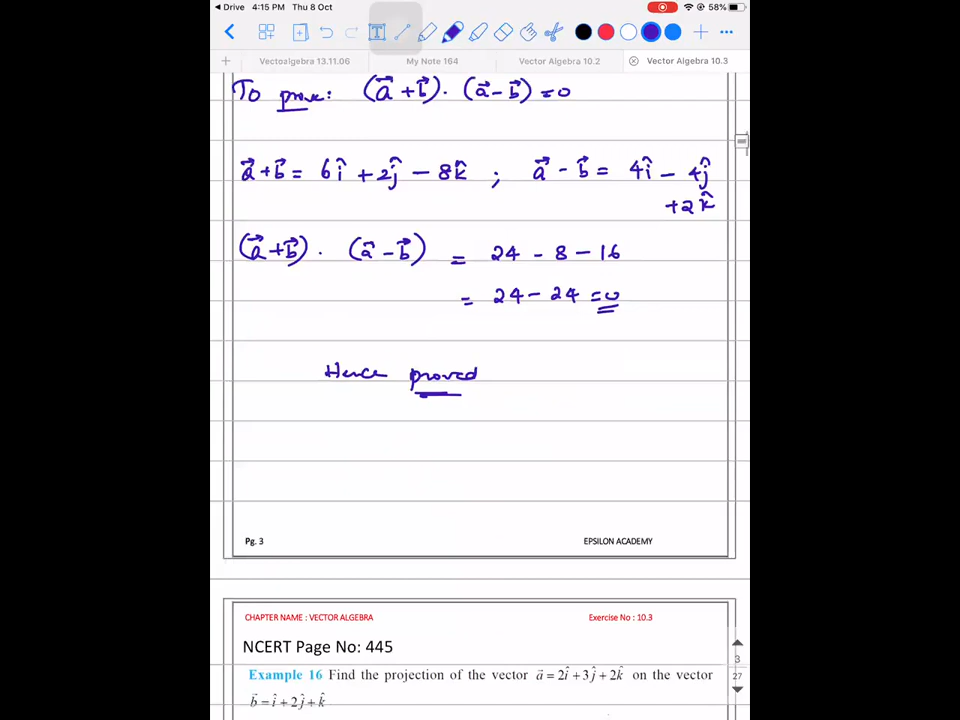 Drive 4:15 PM Thu 8 Oct 58%
Vectoalgebra 13.11.06 My Note 164 Vector Algebra 10.2 Vector Algebra 10.3
To prove: (a⃗ + b⃗) · (a⃗ − b⃗) = 0
a⃗ + b⃗ = 6î + 2ĵ − 8k̂ ; a⃗ − b⃗ = 4î − 4ĵ
+ 2k̂
(a⃗ + b⃗) · (a⃗ − b⃗) = 24 − 8 − 16
= 24 − 24 = 0
Hence proved
Pg. 3 EPSILON ACADEMY
CHAPTER NAME : VECTOR ALGEBRA Exercise No : 10.3
NCERT Page No: 445
3
27
Example 16 Find the projection of the vector a⃗ = 2î + 3ĵ + 2k̂ on the vector
b⃗ = î + 2ĵ + k̂